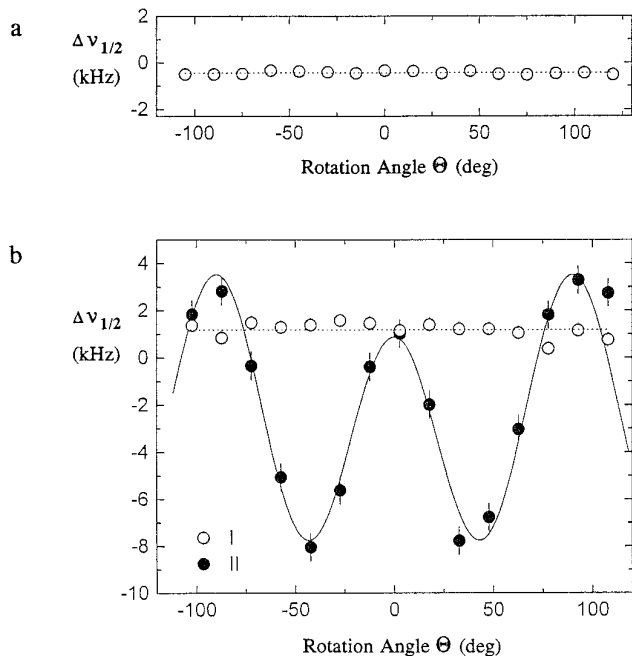 a
Δν1/2
(kHz)
2
0
-2
-100 -50 0 50 100
Rotation Angle Θ (deg)
b
Δν1/2
(kHz)
4
2
0
-2
-4
-6
-8
-10
I
II
-100 -50 0 50 100
Rotation Angle Θ (deg)